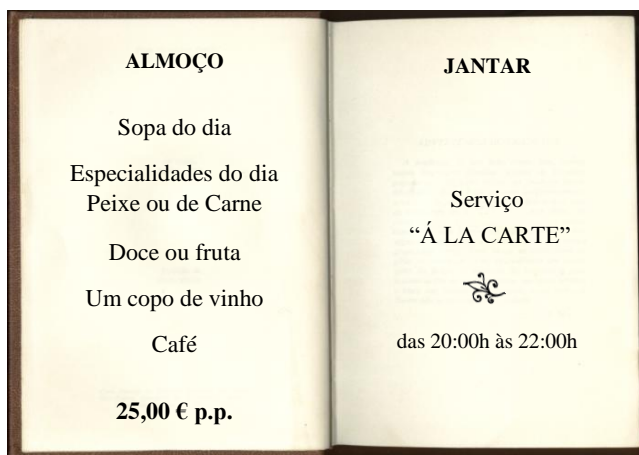 ALMOÇO
Sopa do dia
Especialidades do dia
Peixe ou de Carne
Doce ou fruta
Um copo de vinho
Café
25,00 € p.p.
JANTAR
Serviço
“Á LA CARTE”
das 20:00h às 22:00h